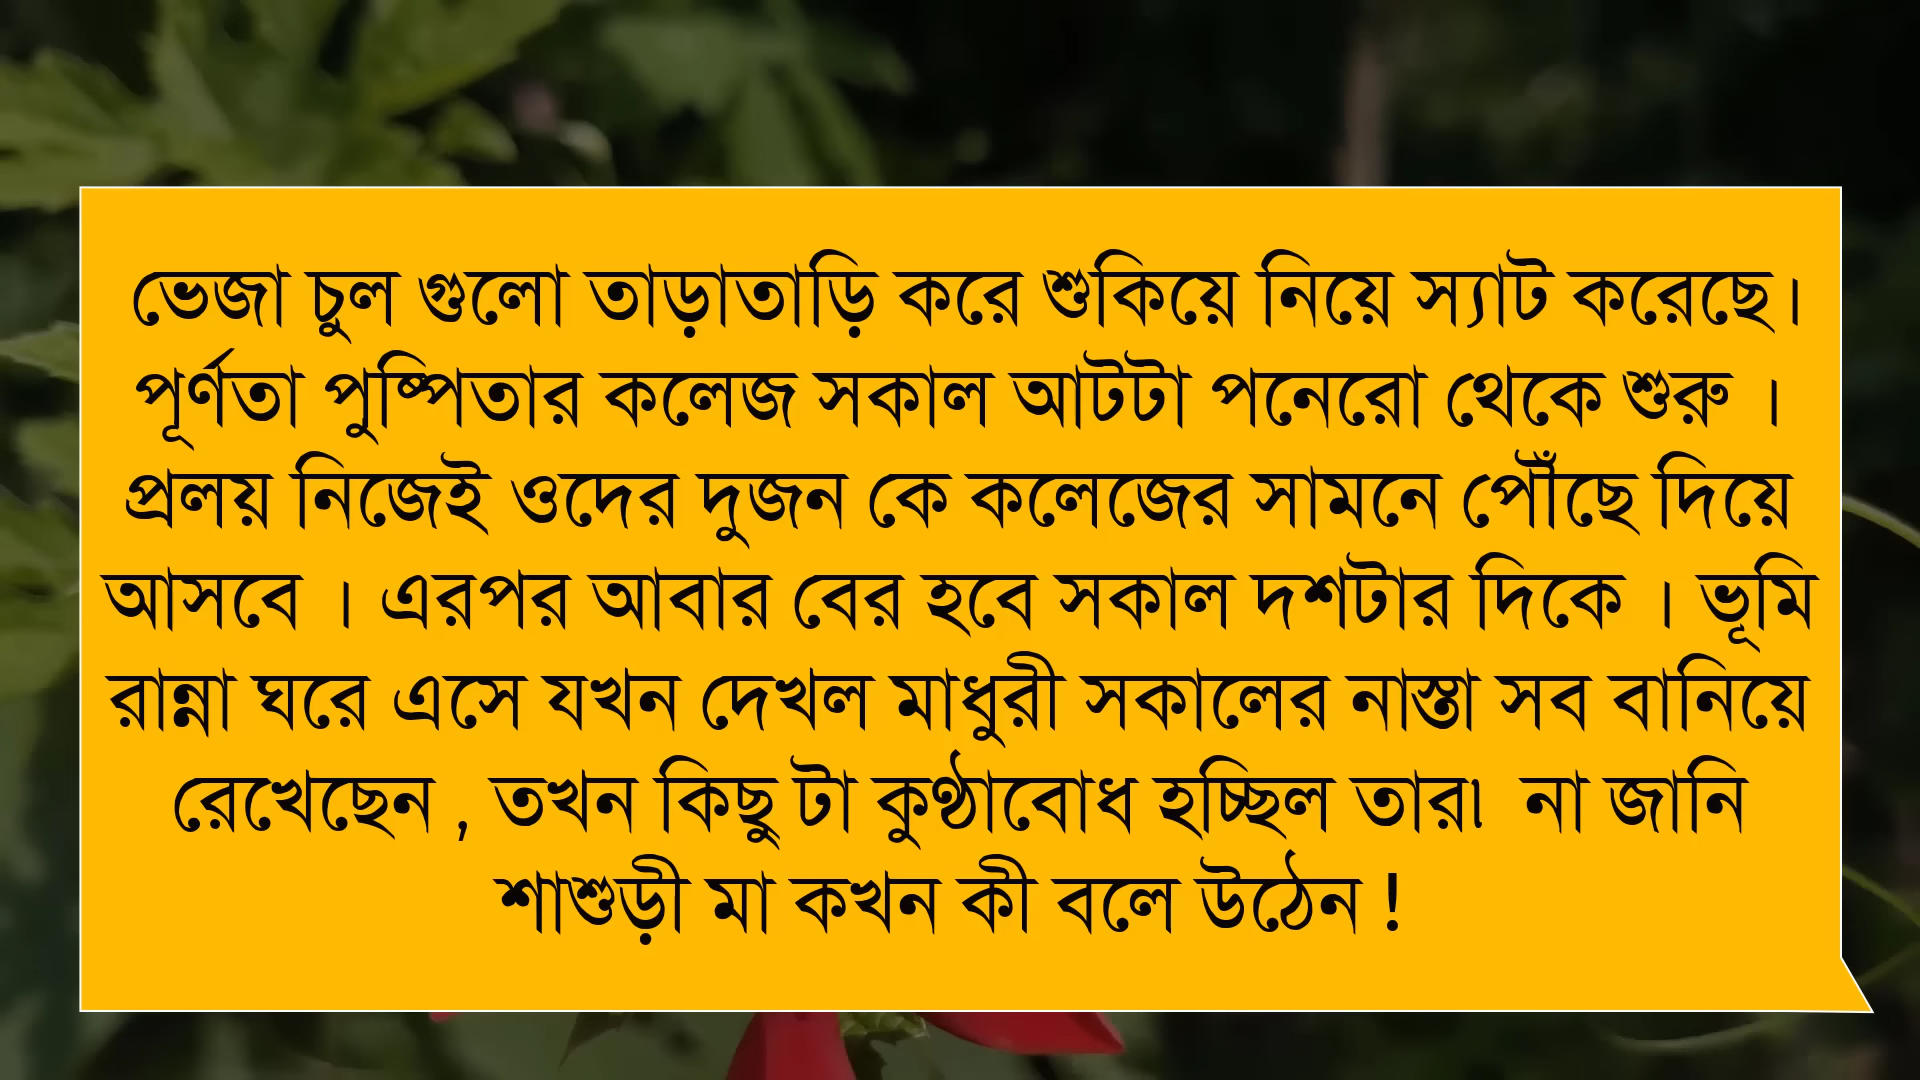 ভেজা চুল গুলো তাড়াতাড়ি করে শুকিয়ে নিয়ে স্যাট করেছে।
পূর্ণতা পুষ্পিতার কলেজ সকাল আটটা পনেরো থেকে শুরু ।
প্রলয় নিজেই ওদের দুজন কে কলেজের সামনে পৌঁছে দিয়ে
আসবে । এরপর আবার বের হবে সকাল দশটার দিকে । ভূমি
রান্না ঘরে এসে যখন দেখল মাধুরী সকালের নাস্তা সব বানিয়ে
রেখেছেন , তখন কিছু টা কুণ্ঠাবোধ হচ্ছিল তার৷ না জানি
শাশুড়ী মা কখন কী বলে উঠেন !